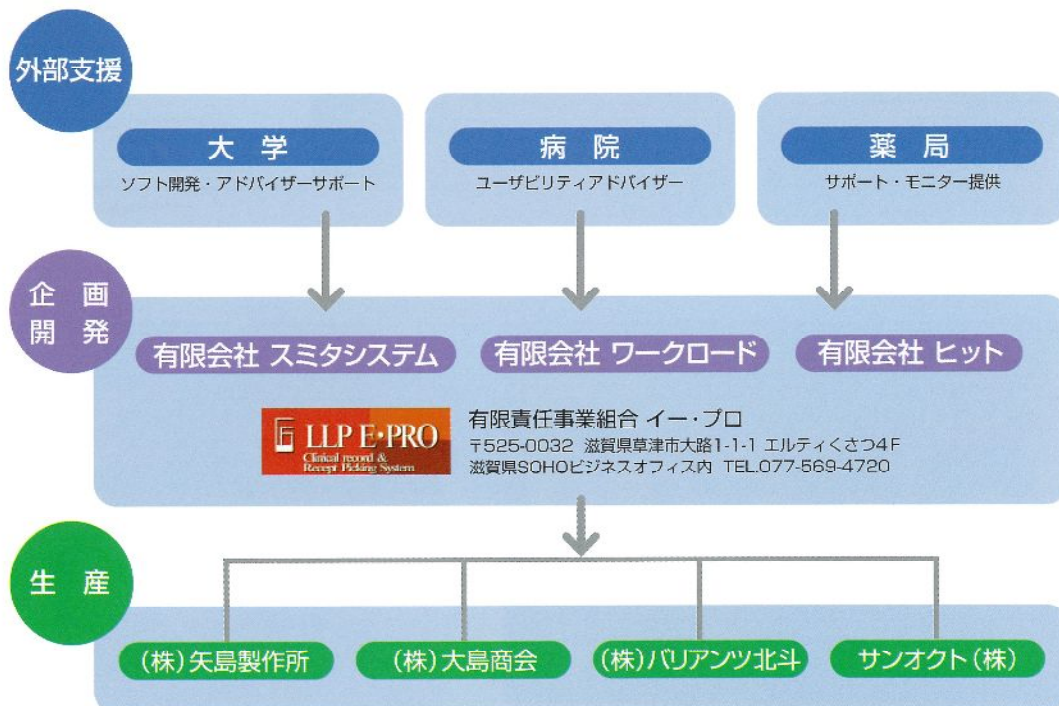 外部支援
大学
病院
薬局
ソフト開発・アドバイザーサポート
ユーザビリティアドバイザー
サポート・モニター提供
企画
開発
有限会社 スミタシステム
有限会社 ワークロード
有限会社 ヒット
LLP E・PRO
Clinical record &
Recept Picking System
有限責任事業組合 イー・プロ
〒525-0032 滋賀県草津市大路1-1-1 エルティくさつ4F
滋賀県SOHOビジネスオフィス内 TEL.077-569-4720
生産
(株)矢島製作所
(株)大島商会
(株)バリアンツ北斗
サンオクト(株)